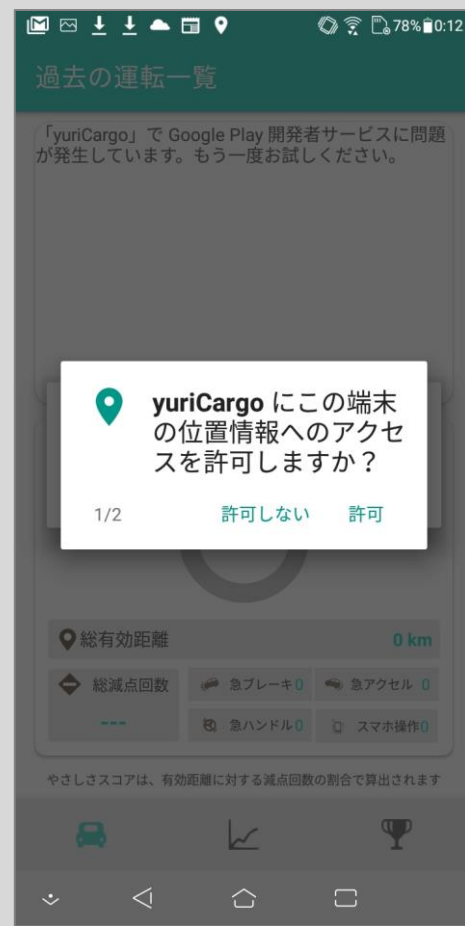 78% 0:12
過去の運転一覧
「yuriCargo」で Google Play 開発者サービスに問題
が発生しています。もう一度お試しください。
yuriCargo にこの端末
の位置情報へのアクセ
スを許可しますか？
1/2 許可しない 許可
総有効距離 0 km
総減点回数 急ブレーキ 0 急アクセル 0
--- 急ハンドル 0 スマホ操作 0
やさしさスコアは、有効距離に対する減点回数の割合で算出されます